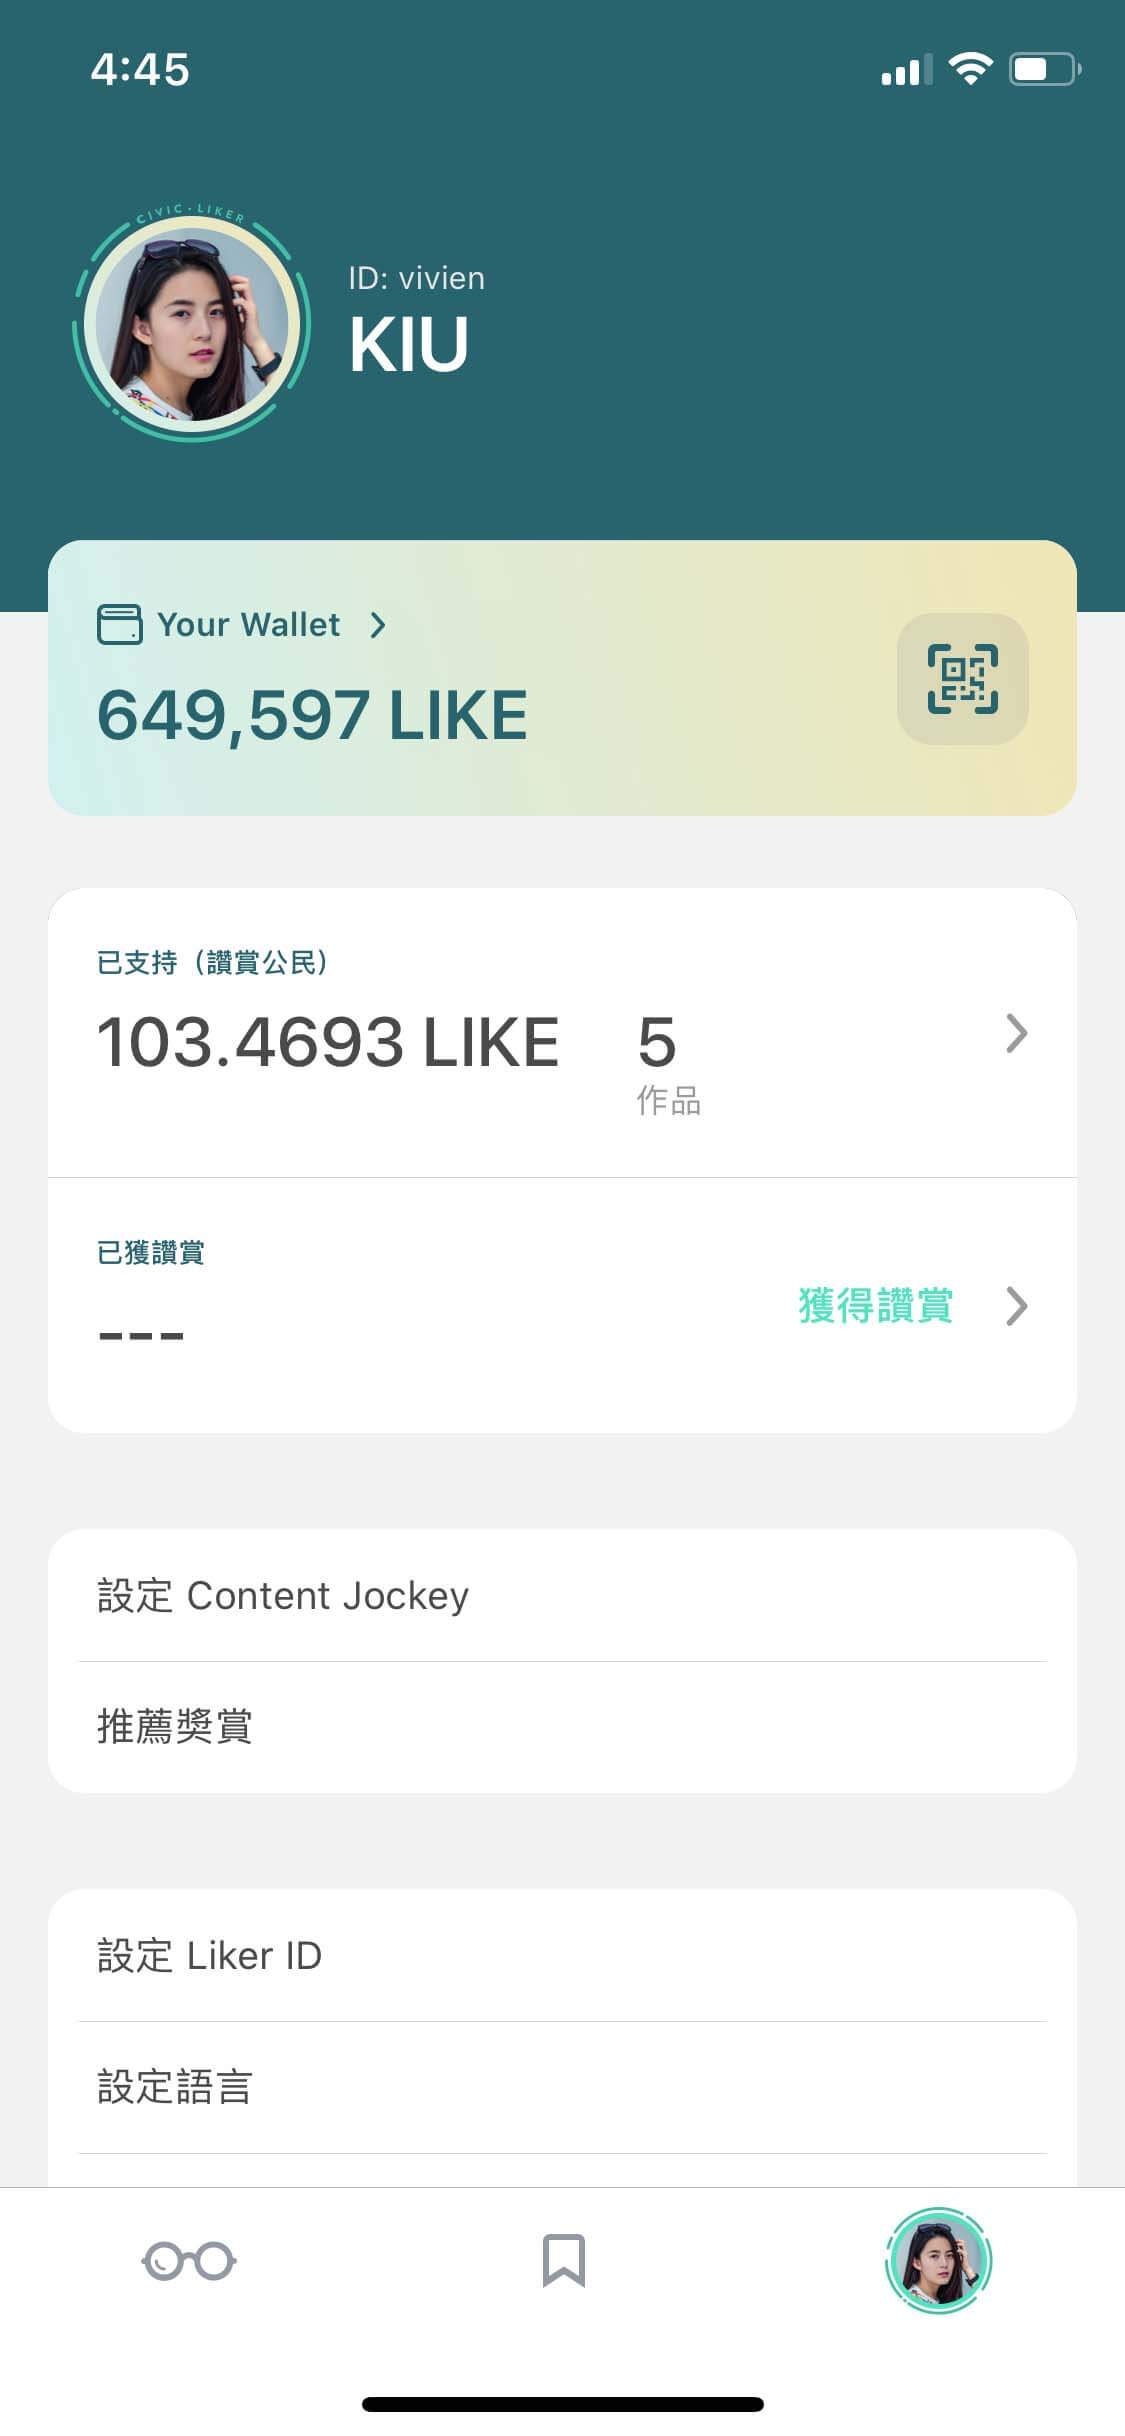 4:45
CIVIC · LIKER
ID: vivien
KIU
Your Wallet
649,597 LIKE
已支持（讚賞公民）
103.4693 LIKE 5
作品
已獲讚賞
獲得讚賞
---
設定 Content Jockey
推薦獎賞
設定 Liker ID
設定語言